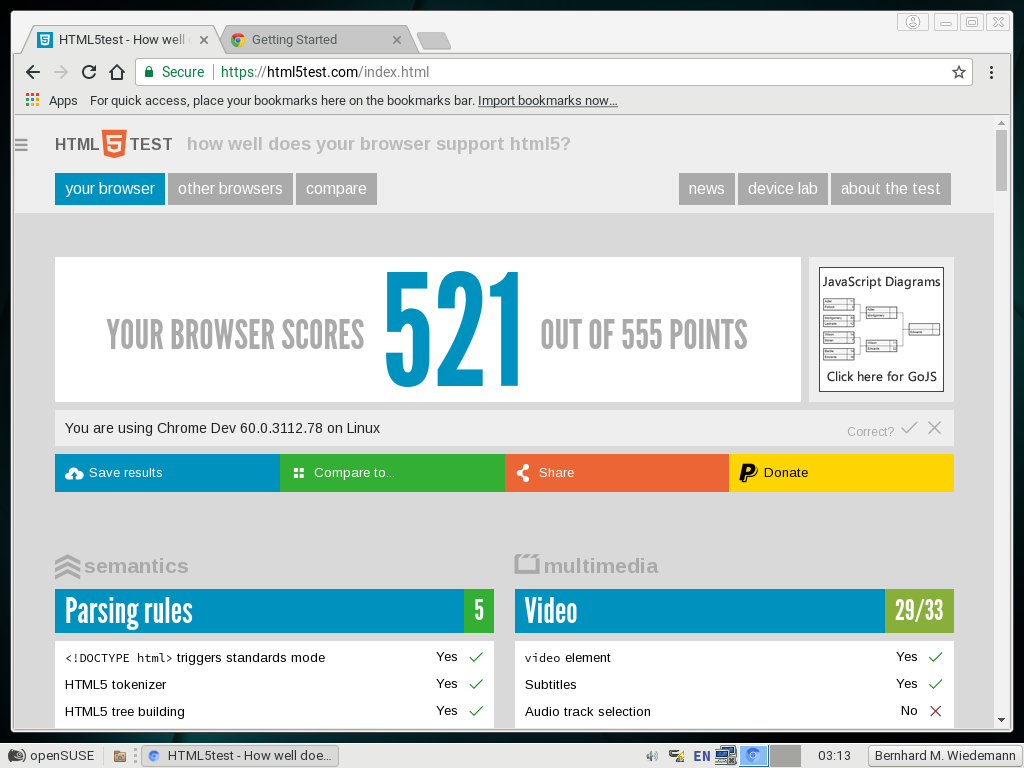 HTML5test - How well
Getting Started
Secure
https://html5test.com/index.html
Apps
For quick access, place your bookmarks here on the bookmarks bar. Import bookmarks now...
HTML 5 TEST how well does your browser support html5?
your browser
other browsers
compare
news
device lab
about the test
YOUR BROWSER SCORES 521 OUT OF 555 POINTS
JavaScript Diagrams
Click here for GoJS
You are using Chrome Dev 60.0.3112.78 on Linux
Correct?
Save results
Compare to...
Share
Donate
semantics
Parsing rules 5
<!DOCTYPE html> triggers standards mode Yes
HTML5 tokenizer Yes
HTML5 tree building Yes
multimedia
Video 29/33
video element Yes
Subtitles Yes
Audio track selection No
openSUSE
HTML5test - How well doe...
EN
03:13
Bernhard M. Wiedemann